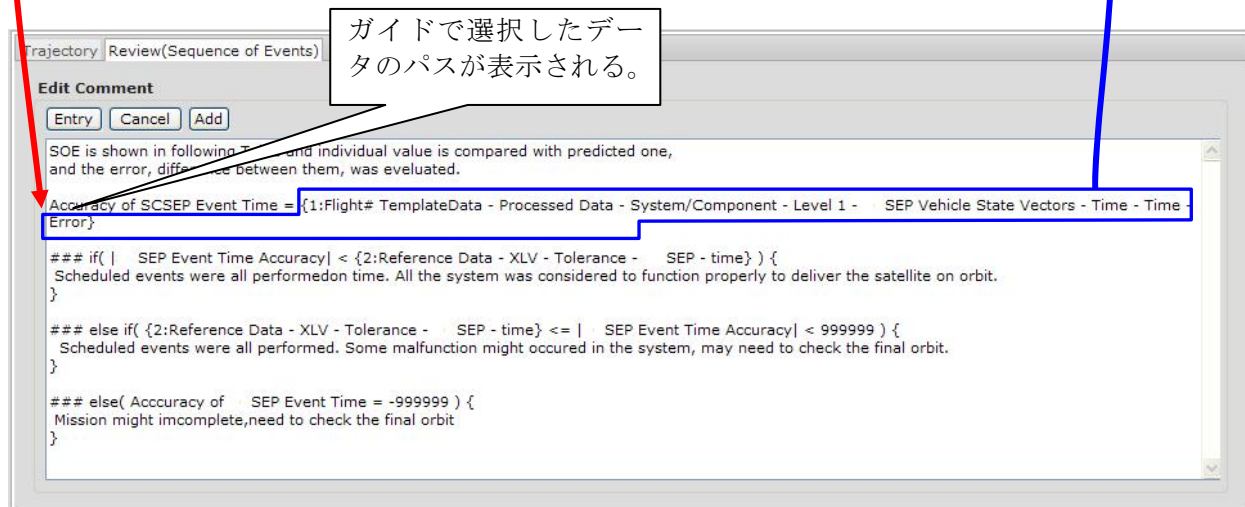 ガイドで選択したデー
タのパスが表示される。
Trajectory Review(Sequence of Events)
Edit Comment
Entry Cancel Add
SOE is shown in following and individual value is compared with predicted one,
and the error, difference between them, was eveluated.
Accuracy of SCSEP Event Time = {1:Flight# TemplateData - Processed Data - System/Component - Level 1 - SEP Vehicle State Vectors - Time - Time -
Error}
### if( | SEP Event Time Accuracy| < {2:Reference Data - XLV - Tolerance - SEP - time} ) {
Scheduled events were all performedon time. All the system was considered to function properly to deliver the satellite on orbit.
}
### else if( {2:Reference Data - XLV - Tolerance - SEP - time} <= | SEP Event Time Accuracy| < 999999 ) {
Scheduled events were all performed. Some malfunction might occured in the system, may need to check the final orbit.
}
### else( Acccuracy of SEP Event Time = -999999 ) {
Mission might imcomplete,need to check the final orbit
}